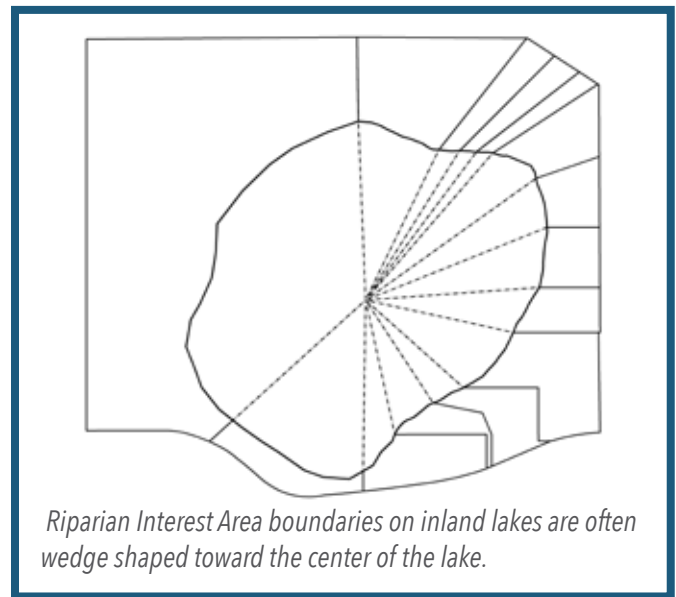 Riparian Interest Area boundaries on inland lakes are often
wedge shaped toward the center of the lake.